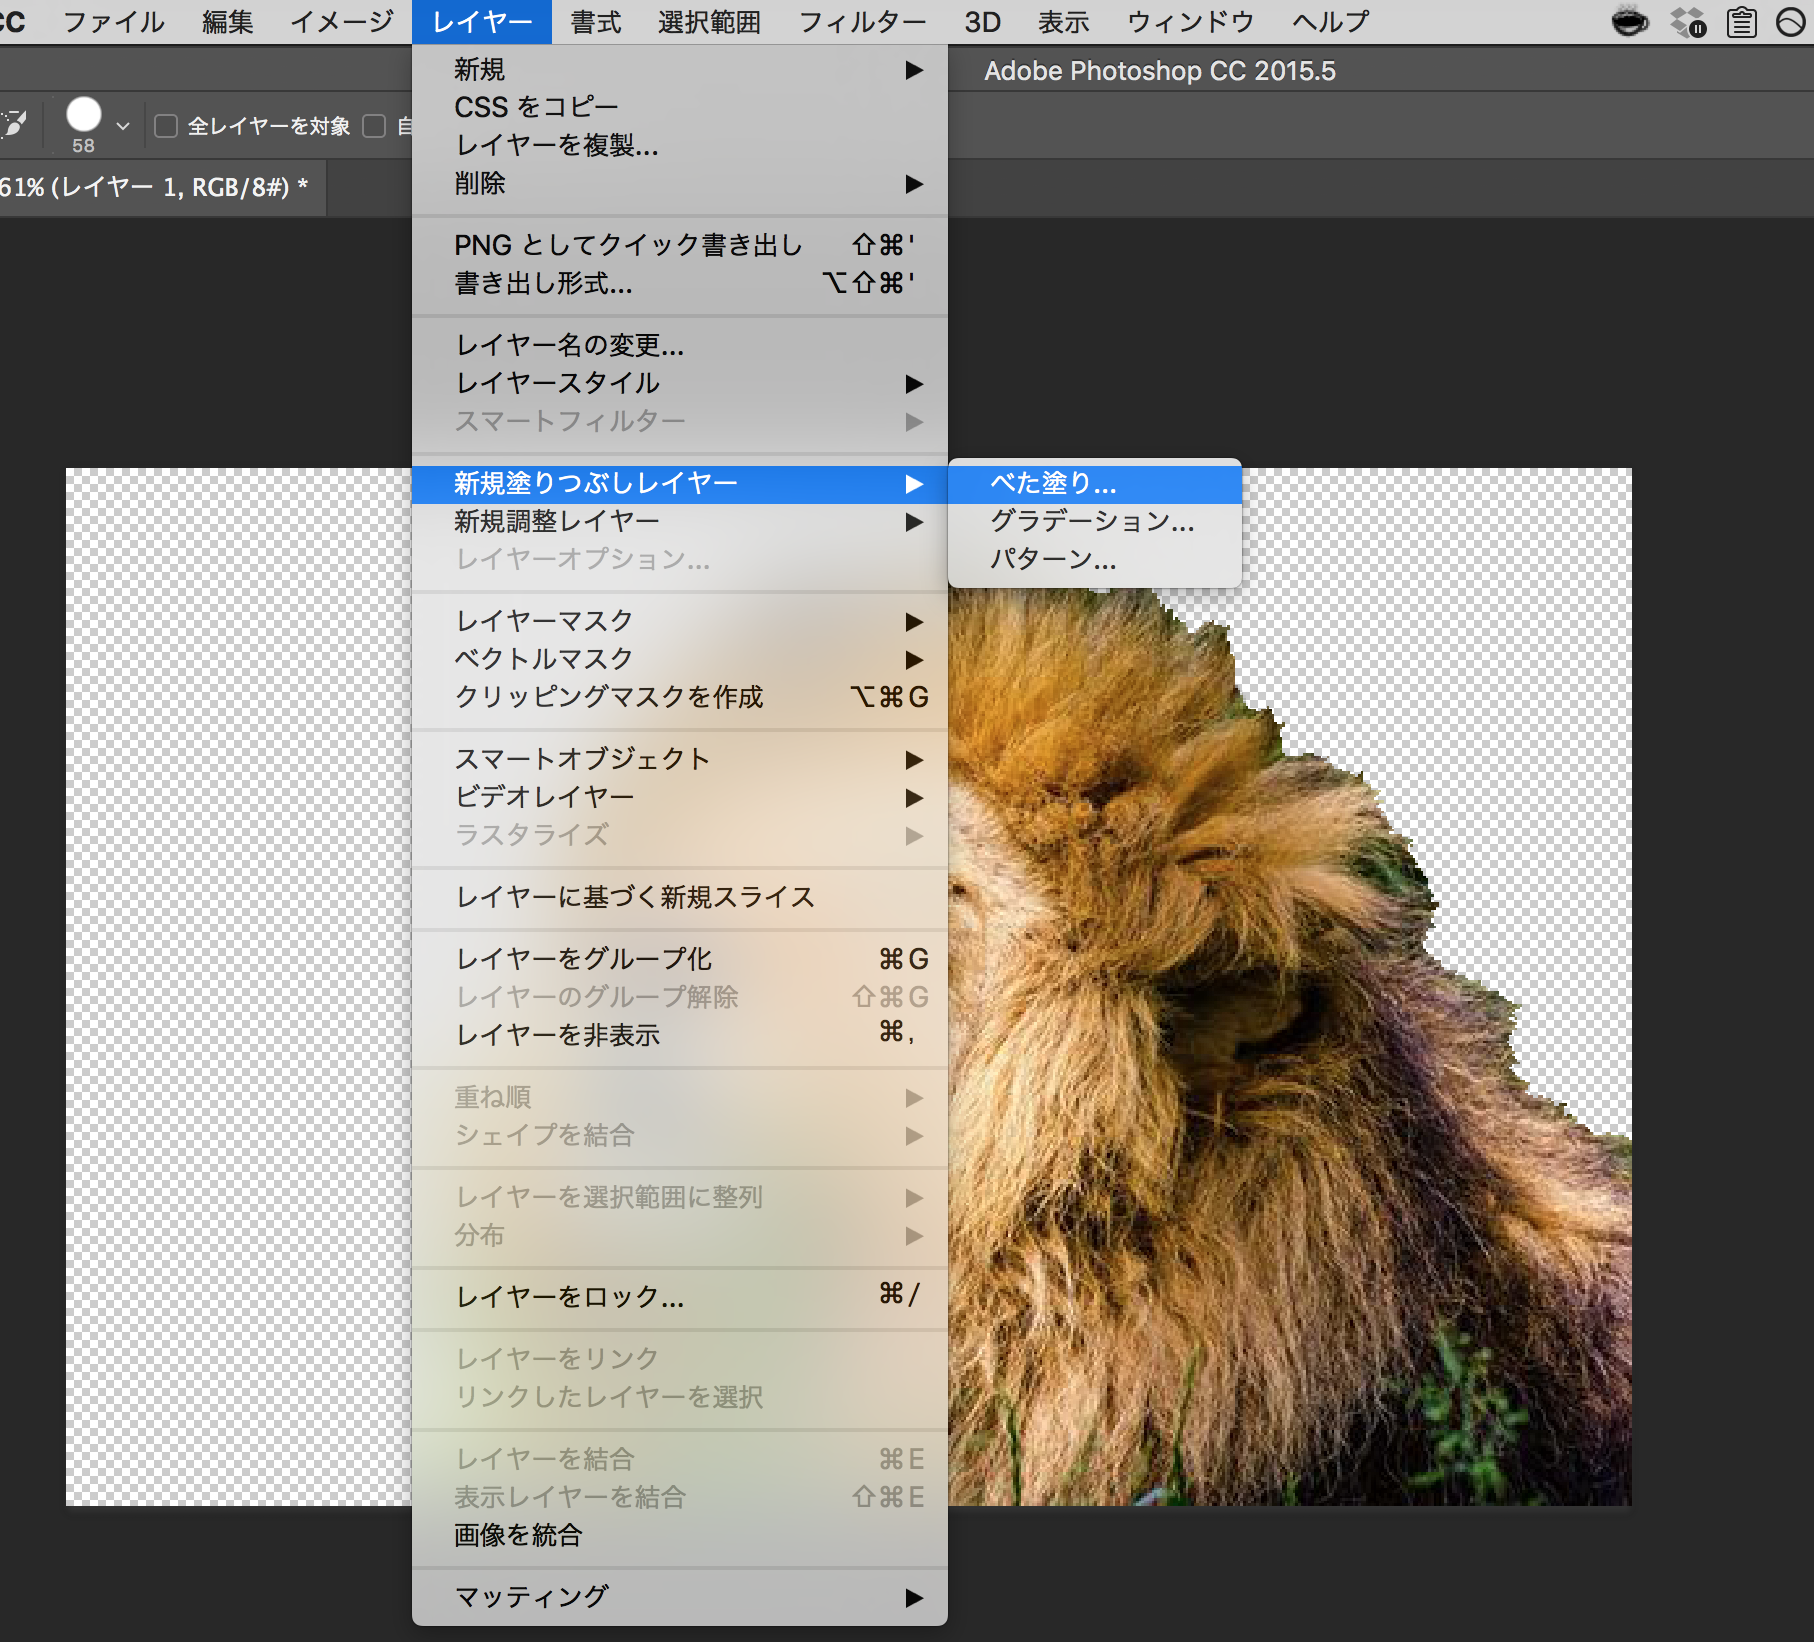 CC ファイル 編集 イメージ レイヤー 書式 選択範囲 フィルター 3D 表示 ウィンドウ ヘルプ
Adobe Photoshop CC 2015.5
58
全レイヤーを対象 自
61% (レイヤー 1, RGB/8#) *
新規
CSS をコピー
レイヤーを複製...
削除
PNG としてクイック書き出し ⇧⌘'
書き出し形式... ⌥⇧⌘'
レイヤー名の変更...
レイヤースタイル
スマートフィルター
新規塗りつぶしレイヤー
べた塗り...
新規調整レイヤー
グラデーション...
レイヤーオプション...
パターン...
レイヤーマスク
ベクトルマスク
クリッピングマスクを作成 ⌥⌘G
スマートオブジェクト
ビデオレイヤー
ラスタライズ
レイヤーに基づく新規スライス
レイヤーをグループ化 ⌘G
レイヤーのグループ解除 ⇧⌘G
レイヤーを非表示 ⌘,
重ね順
シェイプを結合
レイヤーを選択範囲に整列
分布
レイヤーをロック... ⌘/
レイヤーをリンク
リンクしたレイヤーを選択
レイヤーを結合 ⌘E
表示レイヤーを結合 ⇧⌘E
画像を統合
マッティング